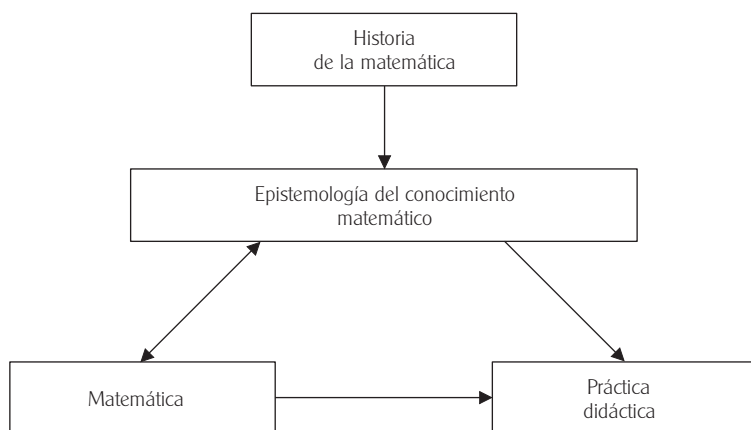 Historia
de la matemática
Epistemología del conocimiento
matemático
Matemática
Práctica
didáctica